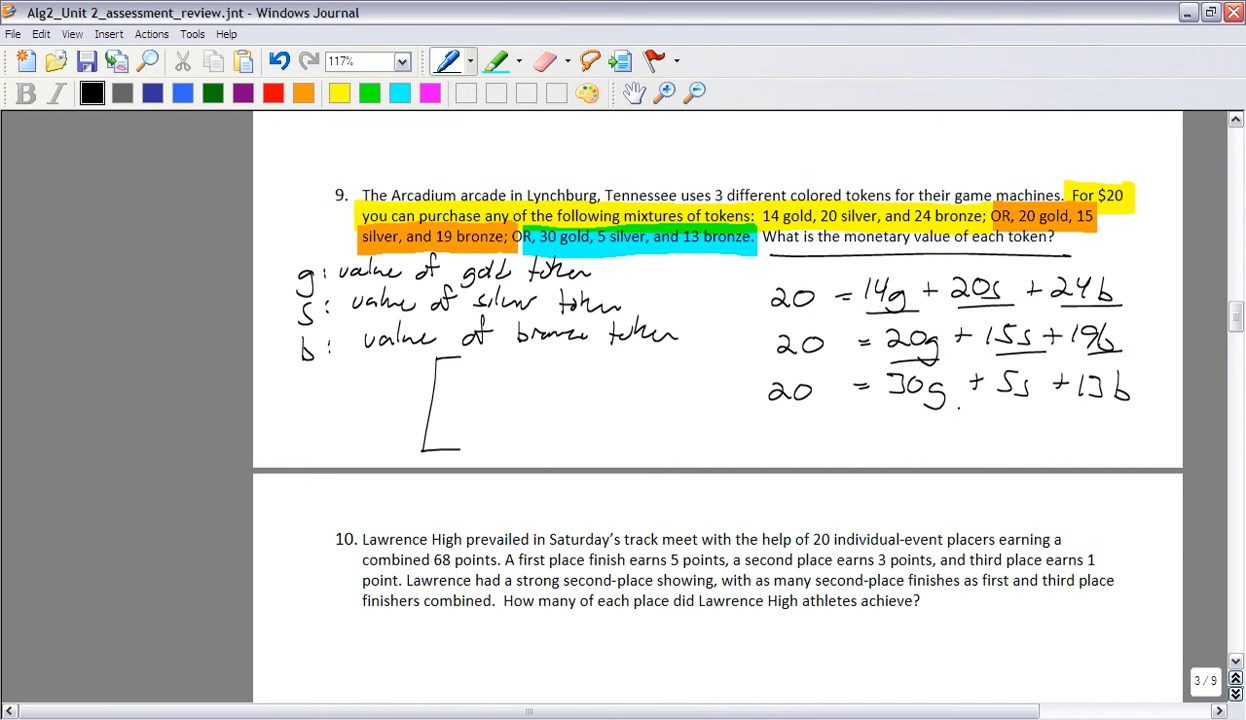 Alg2_Unit 2_assessment_review.jnt - Windows Journal
File Edit View Insert Actions Tools Help
117%
B I
9. The Arcadium arcade in Lynchburg, Tennessee uses 3 different colored tokens for their game machines. For $20
you can purchase any of the following mixtures of tokens: 14 gold, 20 silver, and 24 bronze; OR, 20 gold, 15
silver, and 19 bronze; OR, 30 gold, 5 silver, and 13 bronze. What is the monetary value of each token?
g: value of gold token
s: value of silver token
b: value of bronze token
20 = 14g + 20s + 24b
20 = 20g + 15s + 19b
20 = 30g + 5s + 13b
10. Lawrence High prevailed in Saturday's track meet with the help of 20 individual-event placers earning a
combined 68 points. A first place finish earns 5 points, a second place earns 3 points, and third place earns 1
point. Lawrence had a strong second-place showing, with as many second-place finishes as first and third place
finishers combined. How many of each place did Lawrence High athletes achieve?
3 / 9